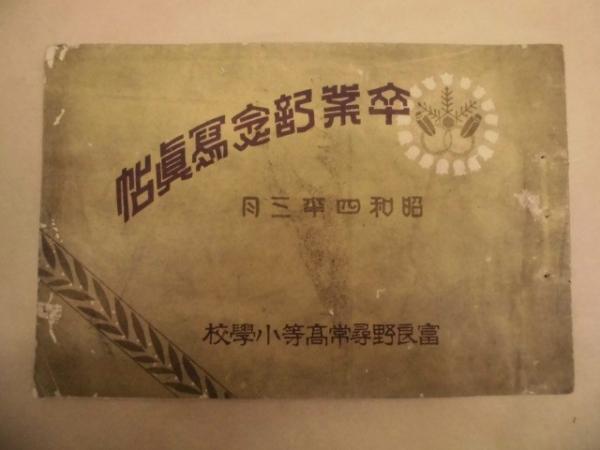 卒業記念寫眞帖
昭和四年三月
富良野尋常高等小學校